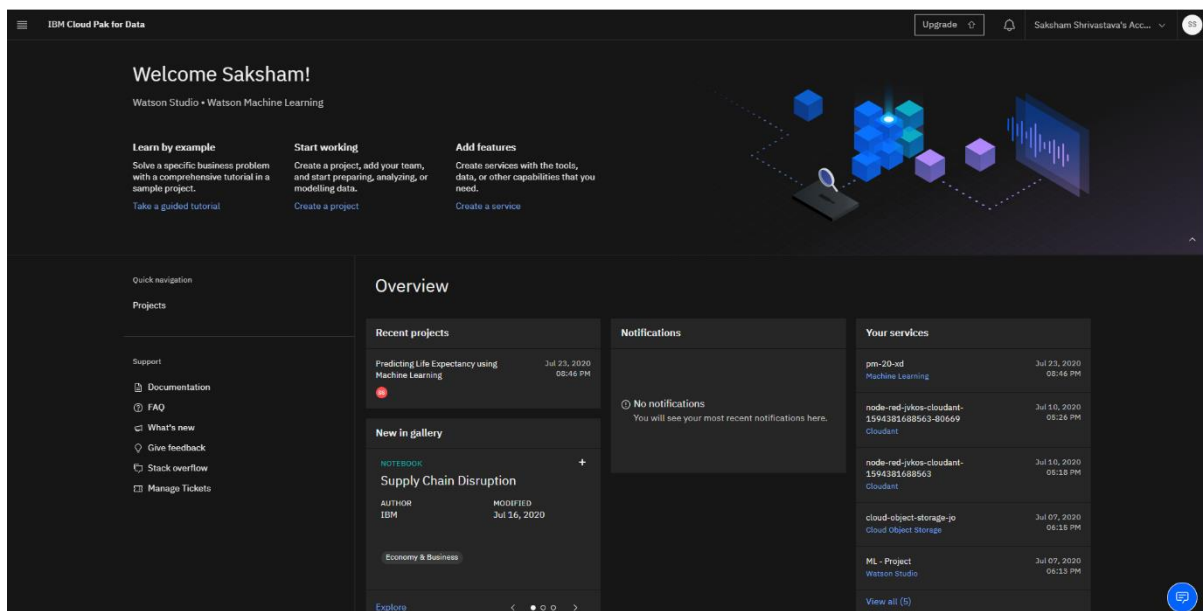 IBM Cloud Pak for Data
Upgrade
Saksham Shrivastava's Acc...
SS
Welcome Saksham!
Watson Studio • Watson Machine Learning
Learn by example
Solve a specific business problem
with a comprehensive tutorial in a
sample project.
Take a guided tutorial
Start working
Create a project, add your team,
and start preparing, analyzing, or
modelling data.
Create a project
Add features
Create services with the tools,
data, or other capabilities that you
need.
Create a service
Quick navigation
Projects
Support
Documentation
FAQ
What's new
Give feedback
Stack overflow
Manage Tickets
Overview
Recent projects
Predicting Life Expectancy using
Machine Learning
Jul 23, 2020
08:46 PM
SS
New in gallery
NOTEBOOK
+
Supply Chain Disruption
AUTHOR
IBM
MODIFIED
Jul 16, 2020
Economy & Business
Explore
Notifications
No notifications
You will see your most recent notifications here.
Your services
pm-20-xd
Machine Learning
Jul 23, 2020
08:46 PM
node-red-jvkos-cloudant-
1594381688563-80669
Cloudant
Jul 10, 2020
05:26 PM
node-red-jvkos-cloudant-
1594381688563
Cloudant
Jul 10, 2020
05:18 PM
cloud-object-storage-jo
Cloud Object Storage
Jul 07, 2020
06:15 PM
ML - Project
Watson Studio
Jul 07, 2020
06:13 PM
View all (5)